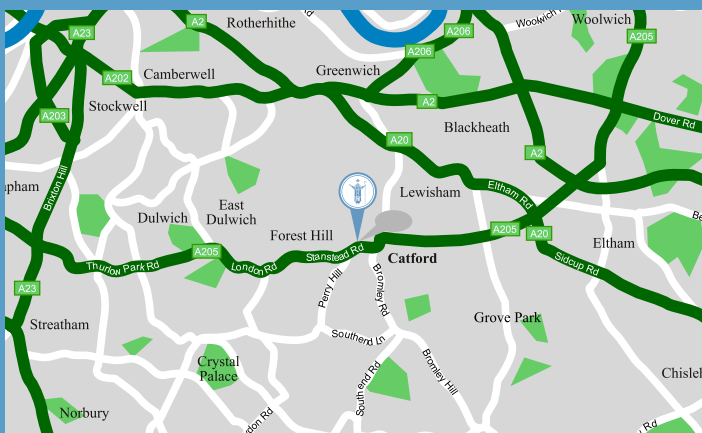 Rotherhithe
Rd
Woolwich
Woolwich
A2
A23
A206
A206
A205
Camberwell
Greenwich
A202
A2
Stockwell
A203
Dover Rd
Blackheath
A20
A2
Brixton Hill
Lewisham
Eltham Rd
East
Dulwich
Dulwich
Forest Hill
A205
A20
Eltham
Stanstead Rd
A205
Catford
Thurlow Park Rd
London Rd
Sidcup Rd
A23
Perry Hill
Bromley Rd
Streatham
Grove Park
Southend Ln
Crystal
Palace
Southend Rd
Bromley Hill
Norbury
Rd
Rd